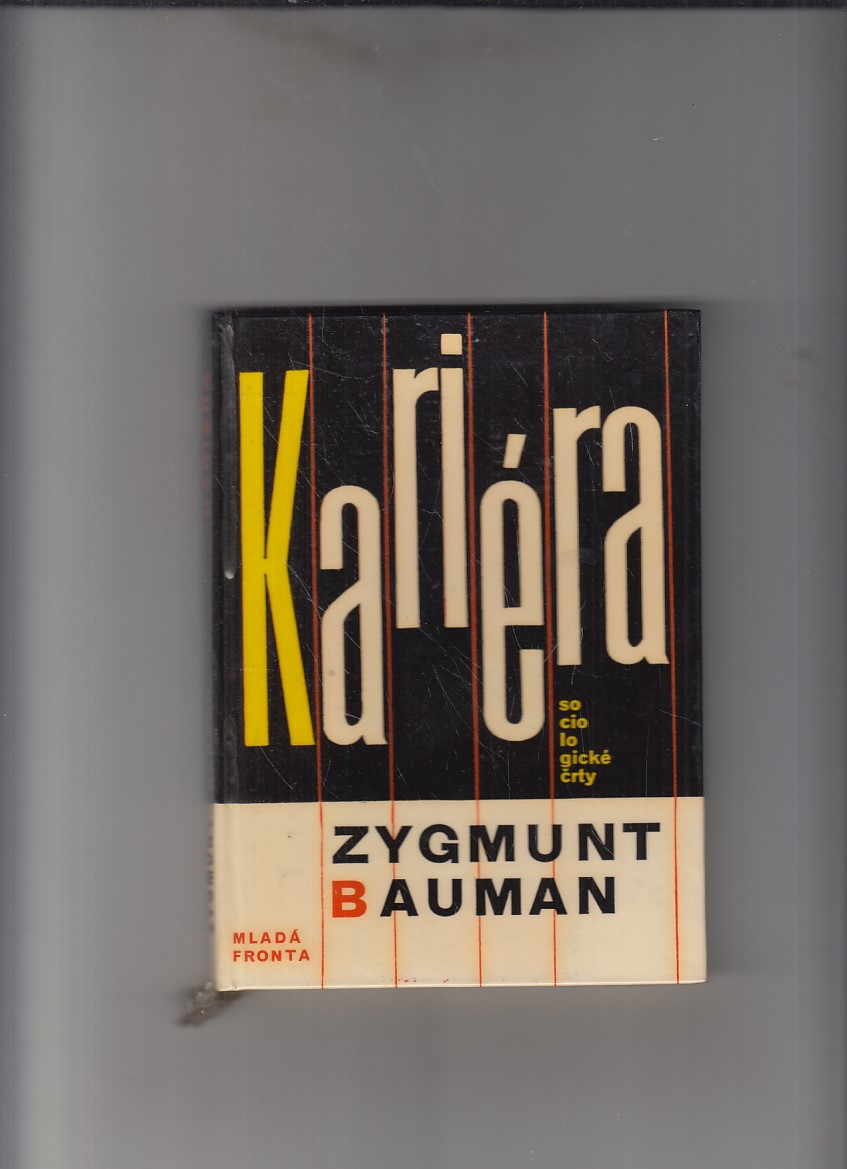 Kariéra
so
cio
lo
gické
črty
ZYGMUNT
BAUMAN
MLADÁ
FRONTA